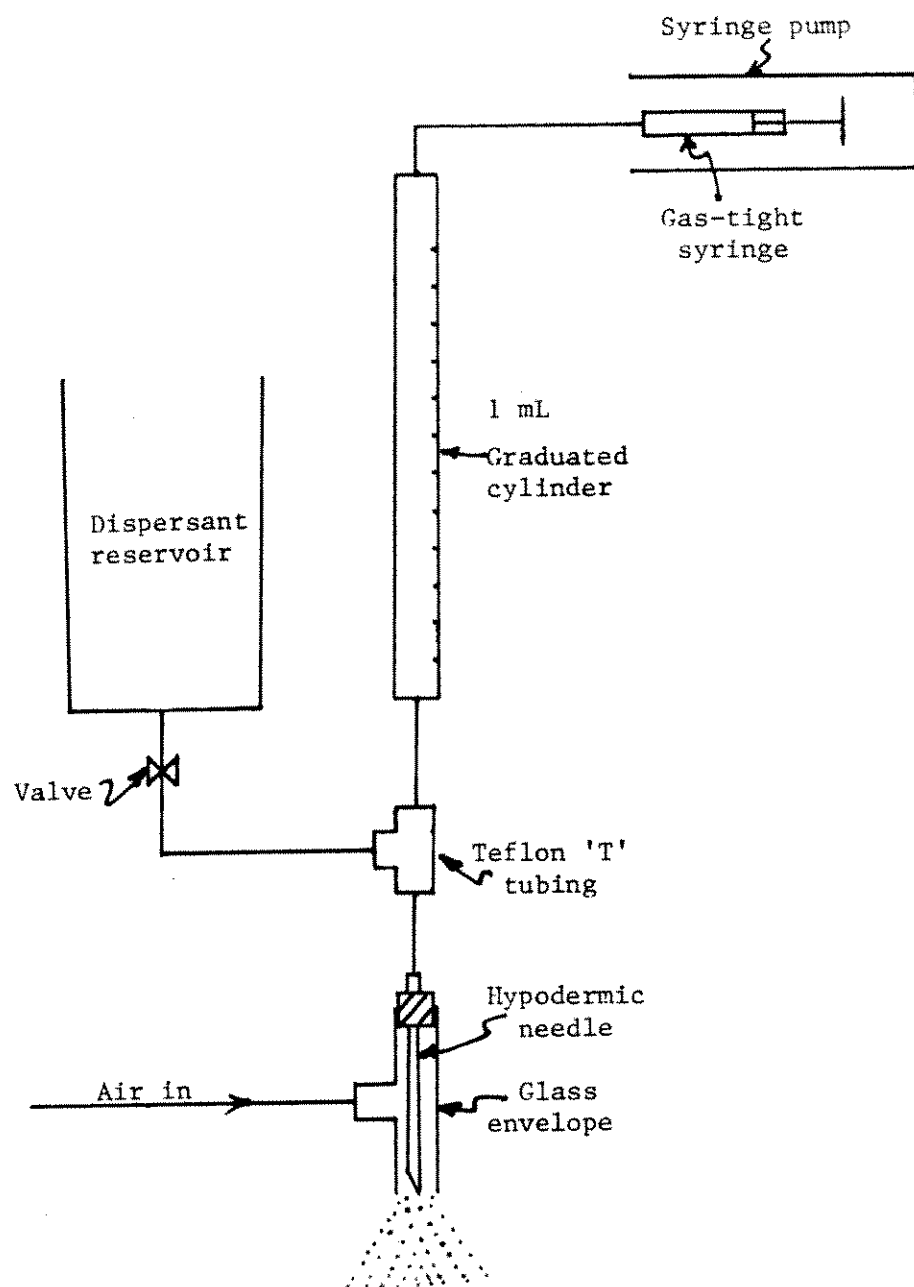 Syringe pump
Gas-tight
syringe
1 mL
Graduated
cylinder
Dispersant
reservoir
Valve
Teflon 'T'
tubing
Hypodermic
needle
Air in
Glass
envelope